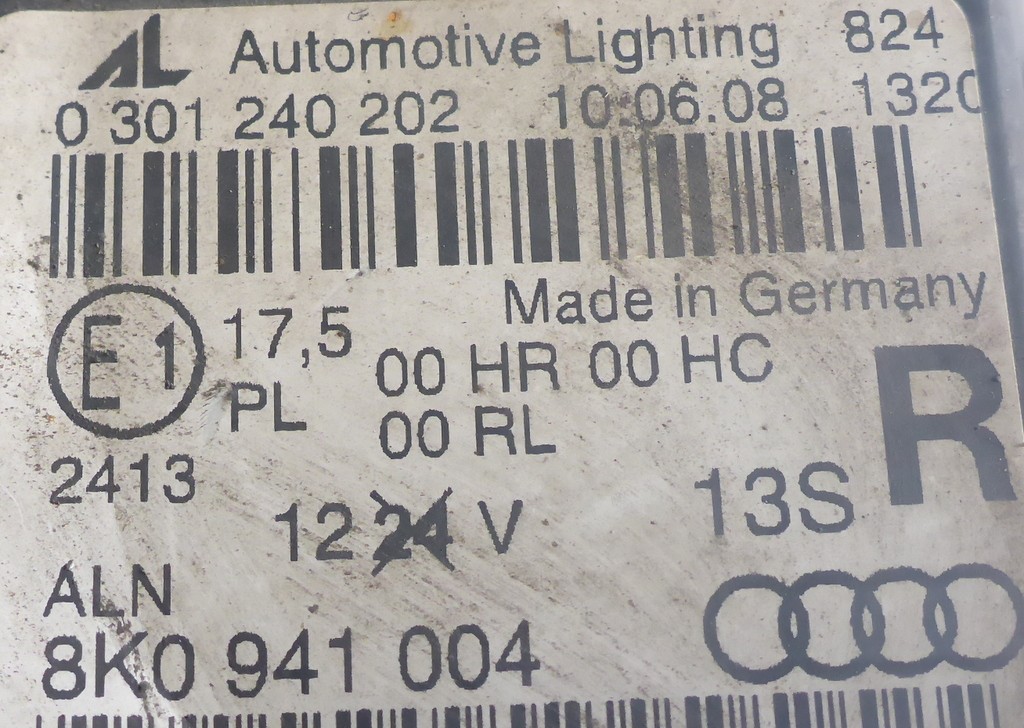 AL Automotive Lighting 824
0 301 240 202 10.06.08 1320
Made in Germany
E1 17,5 00 HR 00 HC R
PL 00 RL
2413 13S
12 24 V
ALN
8K0 941 004